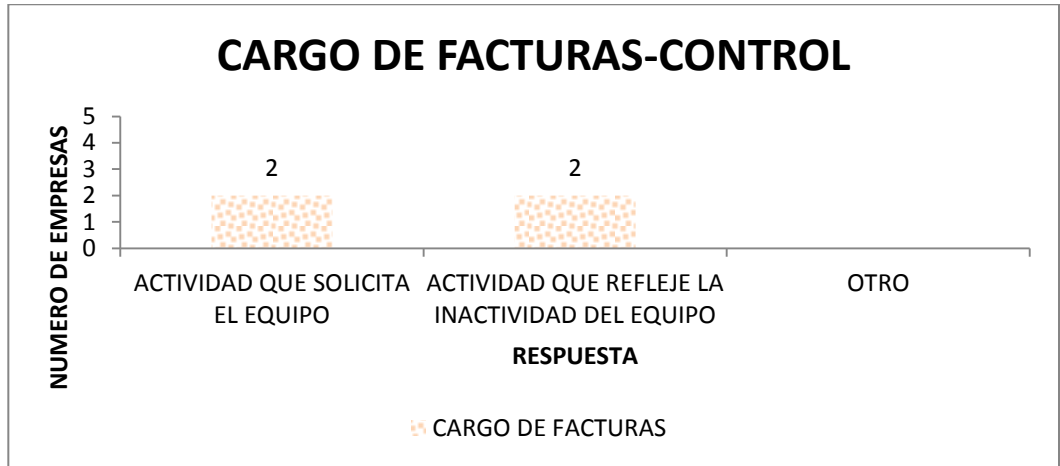 CARGO DE FACTURAS-CONTROL
NUMERO DE EMPRESAS
5
4
3
2
1
0
2
2
ACTIVIDAD QUE SOLICITA
EL EQUIPO
ACTIVIDAD QUE REFLEJE LA
INACTIVIDAD DEL EQUIPO
OTRO
RESPUESTA
CARGO DE FACTURAS